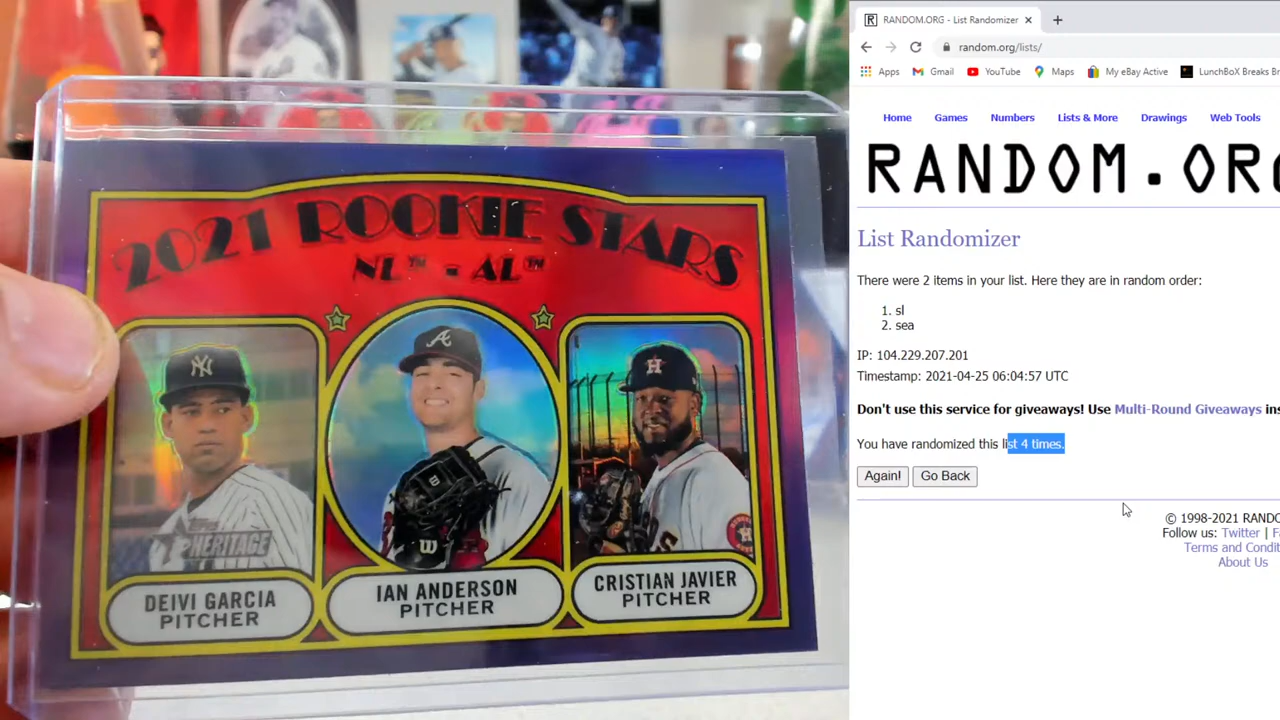 2021 ROOKIE STARS
NL™ - AL™
NY
A
H
W
W
Topps
HERITAGE
DEIVI GARCIA
PITCHER
IAN ANDERSON
PITCHER
CRISTIAN JAVIER
PITCHER
R RANDOM.ORG - List Randomizer × +
random.org/lists/
Apps Gmail YouTube Maps My eBay Active LunchBoX Breaks Br
Home Games Numbers Lists & More Drawings Web Tools
RANDOM.ORG
List Randomizer
There were 2 items in your list. Here they are in random order:
1. sl
2. sea
IP: 104.229.207.201
Timestamp: 2021-04-25 06:04:57 UTC
Don't use this service for giveaways! Use Multi-Round Giveaways ins
You have randomized this list 4 times.
Again! Go Back
© 1998-2021 RANDO
Follow us: Twitter | Fa
Terms and Condit
About Us